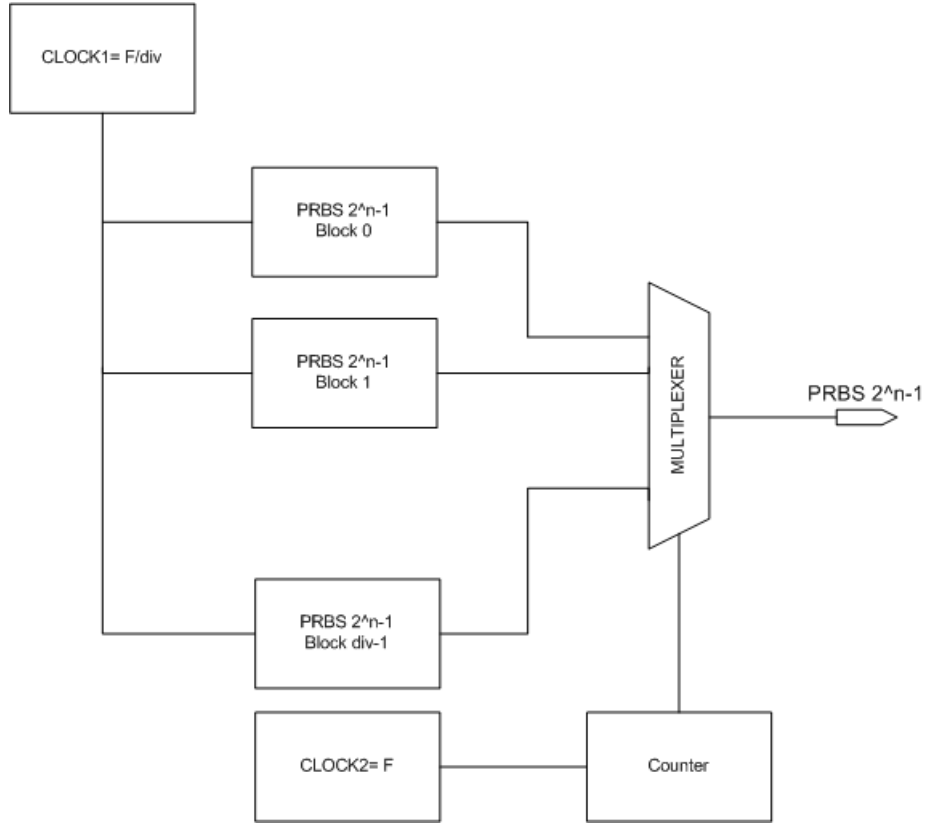 CLOCK1= F/div
PRBS 2^n-1
Block 0
PRBS 2^n-1
Block 1
MULTIPLEXER
PRBS 2^n-1
PRBS 2^n-1
Block div-1
CLOCK2= F
Counter